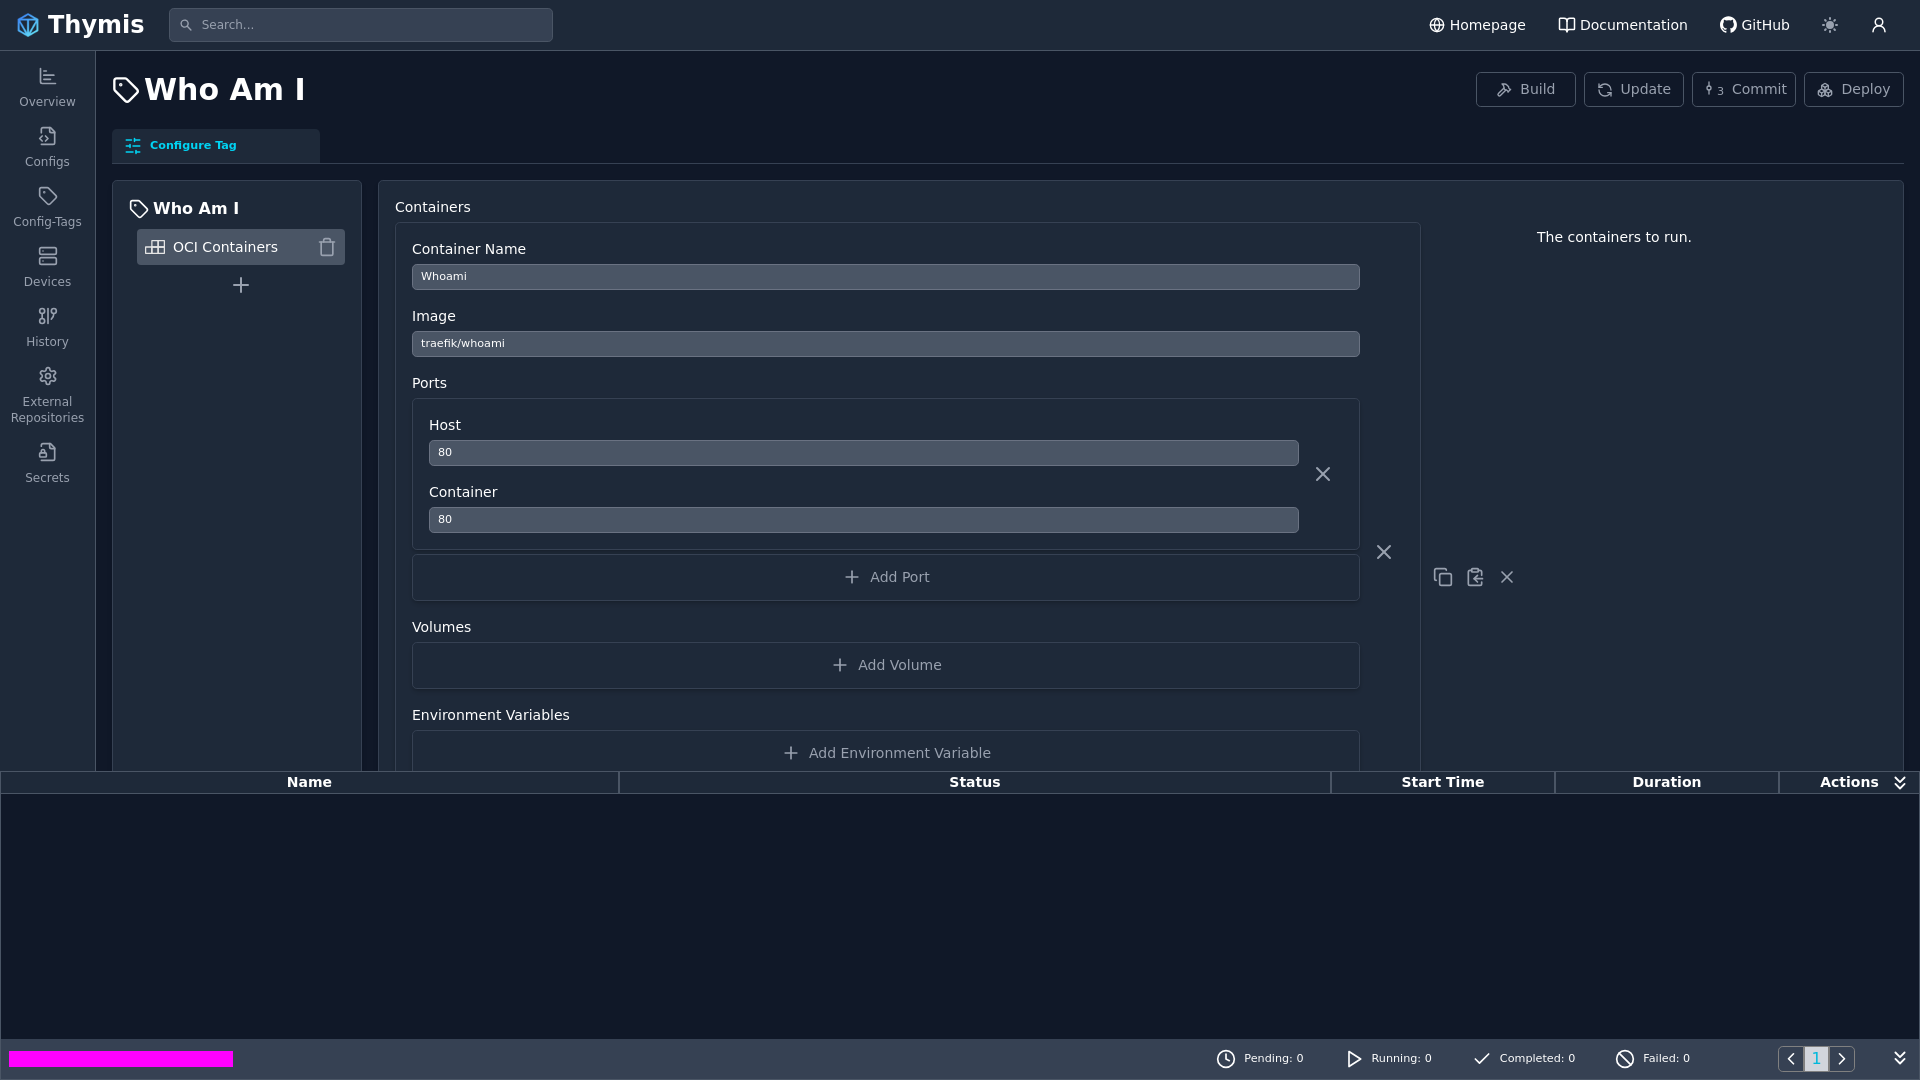 Thymis
Search...
Homepage
Documentation
GitHub
Overview
Configs
Config-Tags
Devices
History
External
Repositories
Secrets
Who Am I
Build
Update
3 Commit
Deploy
Configure Tag
Who Am I
OCI Containers
Containers
The containers to run.
Container Name
Whoami
Image
traefik/whoami
Ports
Host
80
Container
80
Add Port
Volumes
Add Volume
Environment Variables
Add Environment Variable
Name
Status
Start Time
Duration
Actions
Pending: 0
Running: 0
Completed: 0
Failed: 0
1